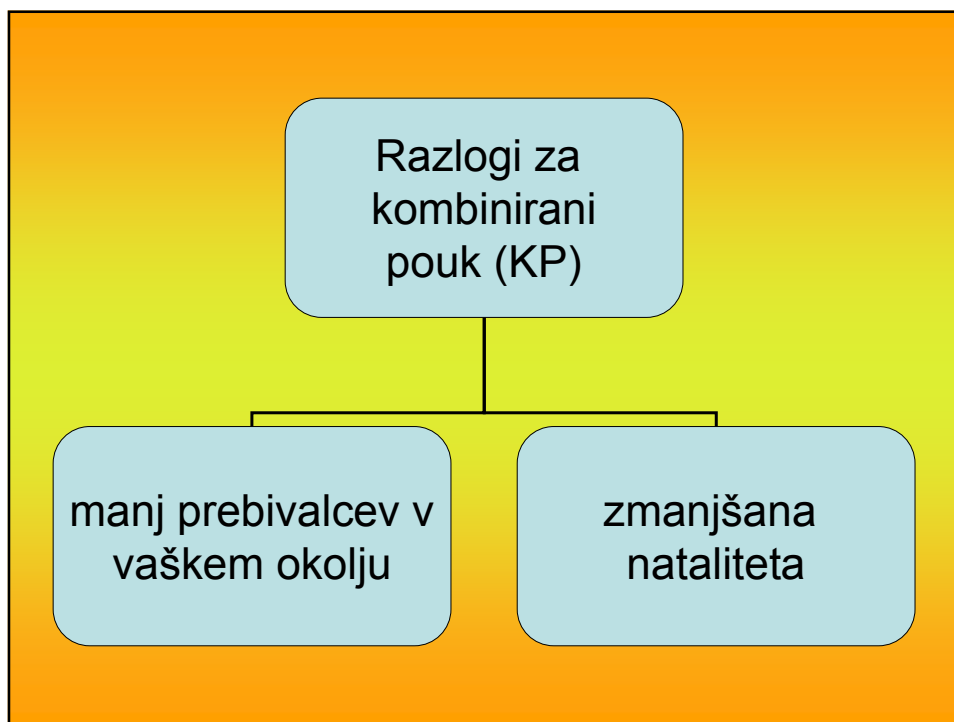 Razlogi za
kombinirani
pouk (KP)
manj prebivalcev v
vaškem okolju
zmanjšana
nataliteta